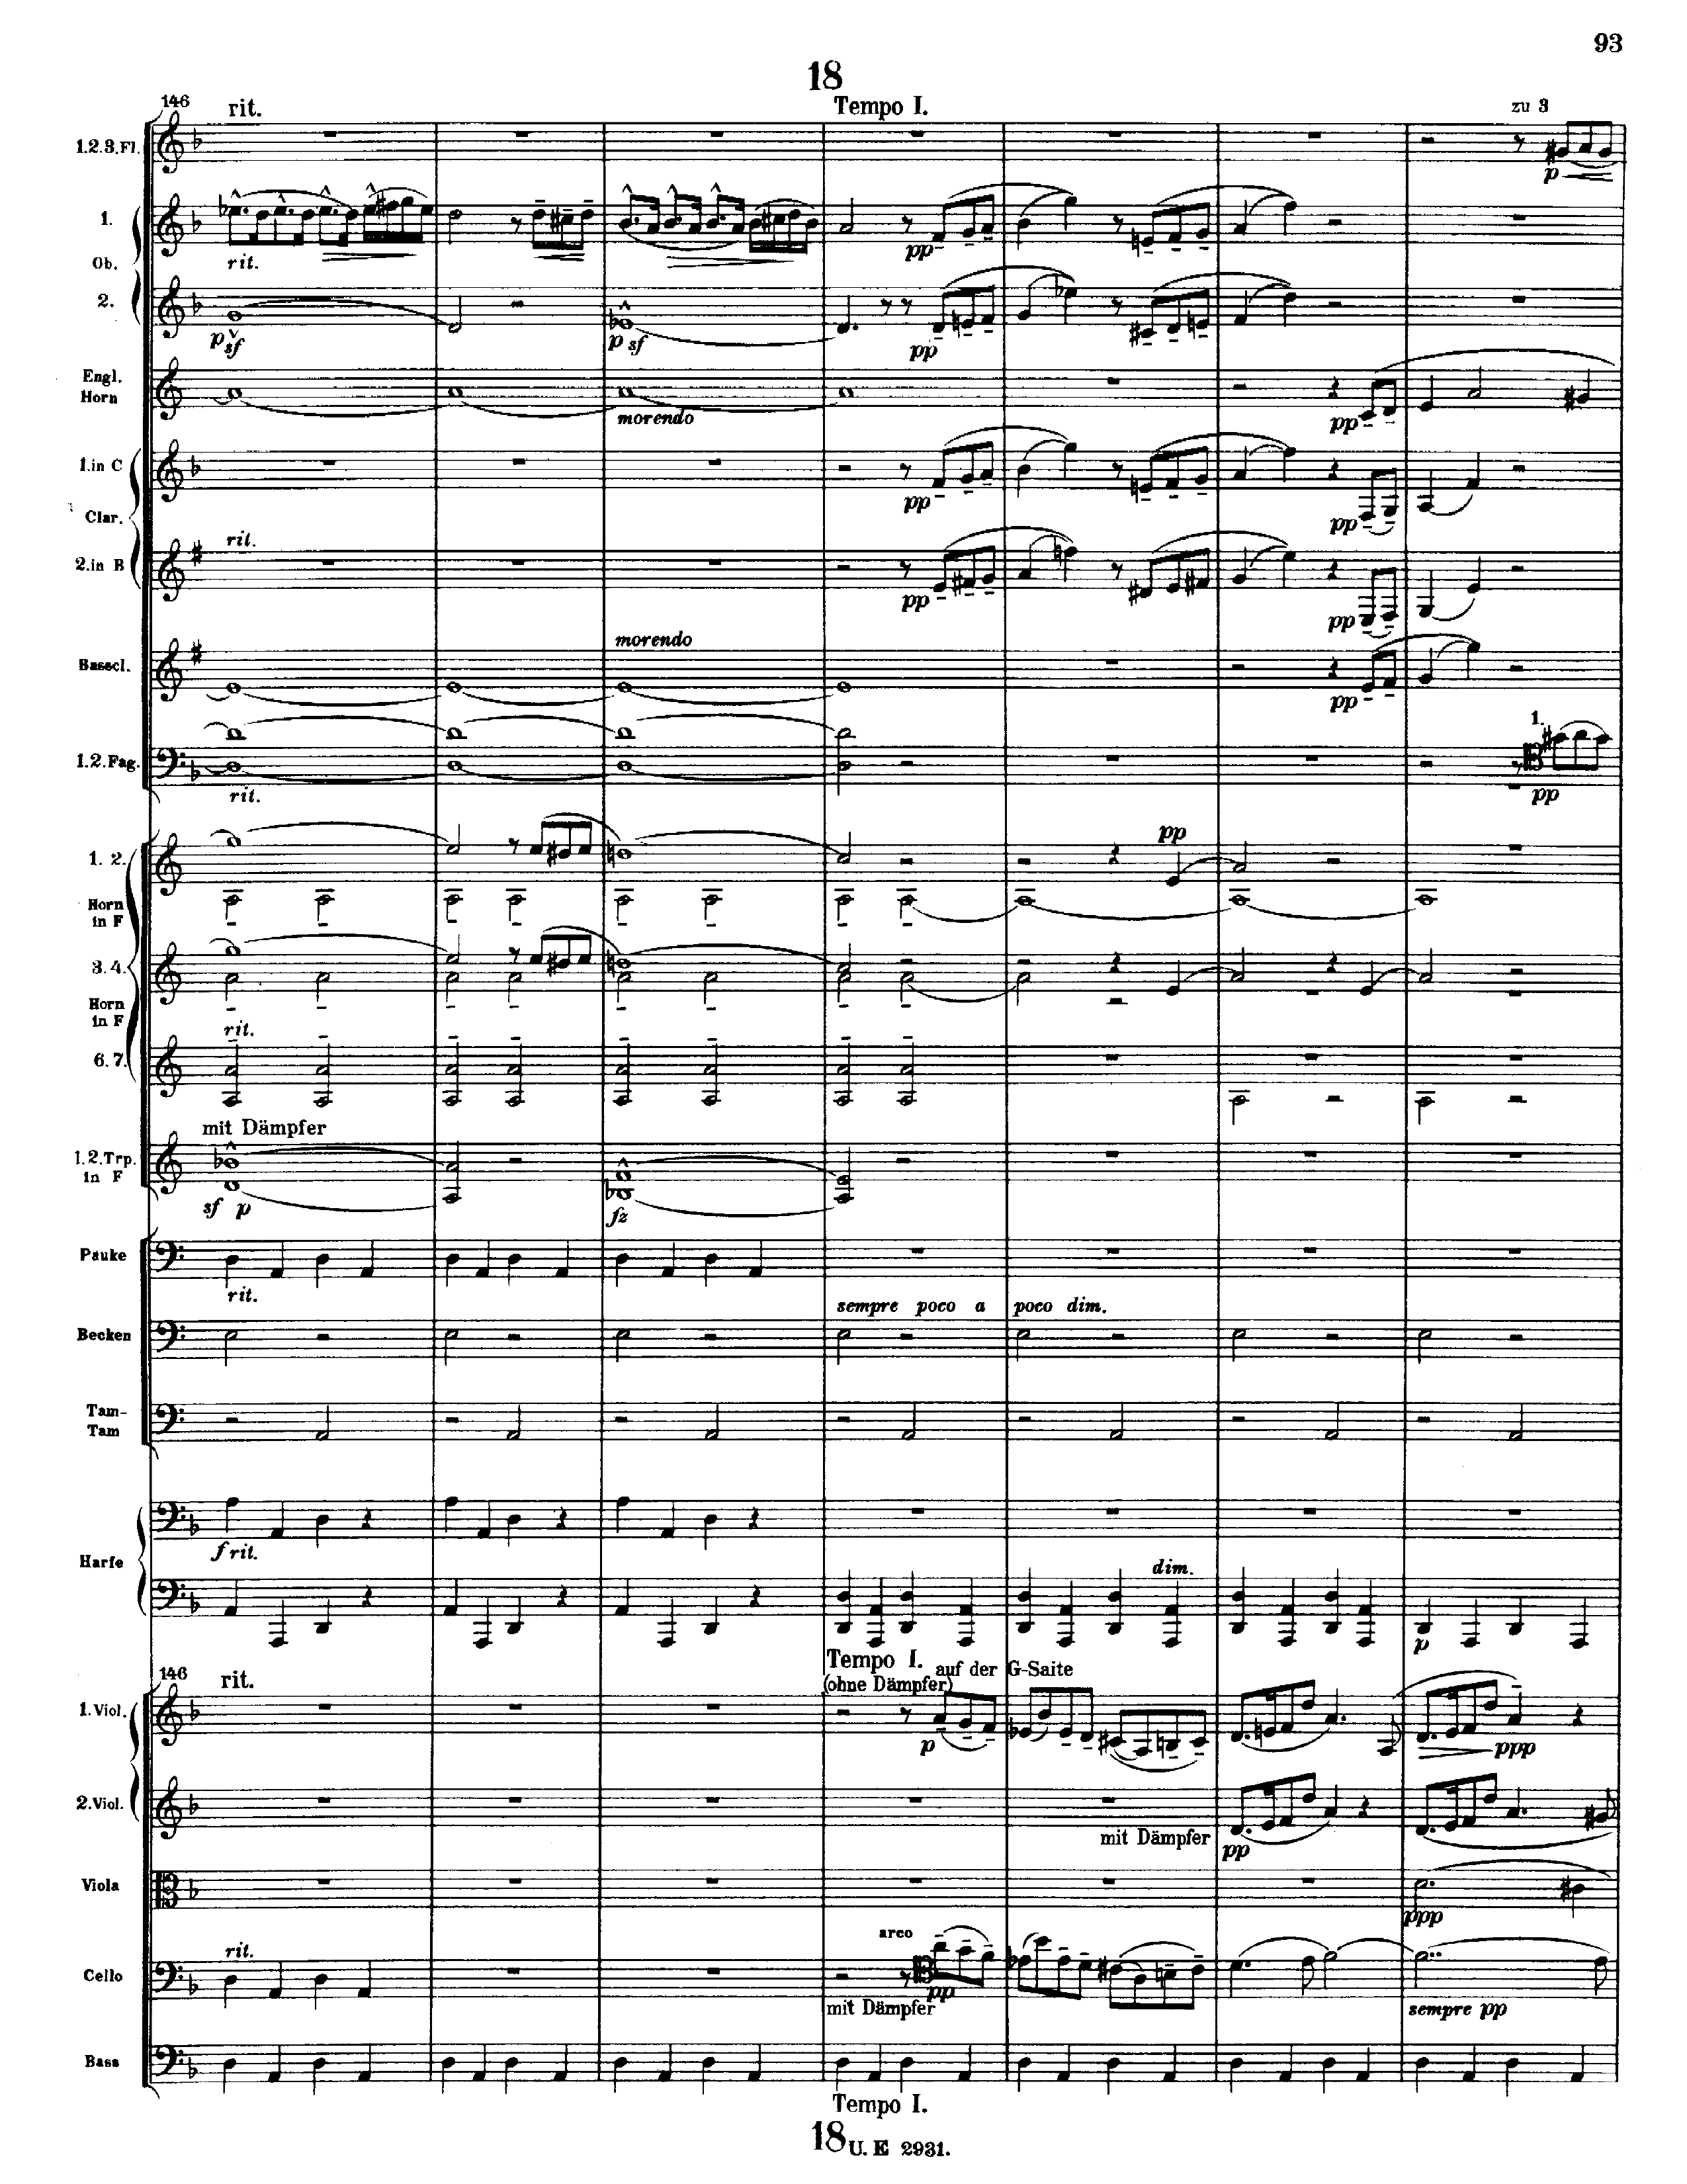 93
18
146 rit. Tempo I. zu 3
1.2.3.Fl.
p
1.
rit. pp
Ob.
2.
p sf p sf pp
Engl.
Horn
morendo pp
1.in C
pp pp
Clar.
rit.
2.in B
pp pp
morendo
Basscl.
pp
1.
1.2.Fag.
rit. pp
pp
1. 2.
Horn
in F
3. 4.
Horn
in F
rit.
6. 7.
mit Dämpfer
1.2.Trp.
in F
sf p fz
Pauke
rit.
sempre poco a poco dim.
Becken
Tam-
Tam
f rit.
Harfe
dim.
p
146 rit. Tempo I. auf der G-Saite
(ohne Dämpfer)
1.Viol.
p ppp
2.Viol.
mit Dämpfer pp
Viola
ppp
rit. arco
Cello
pp
mit Dämpfer sempre pp
Bass
Tempo I.
18 U. E 2931.